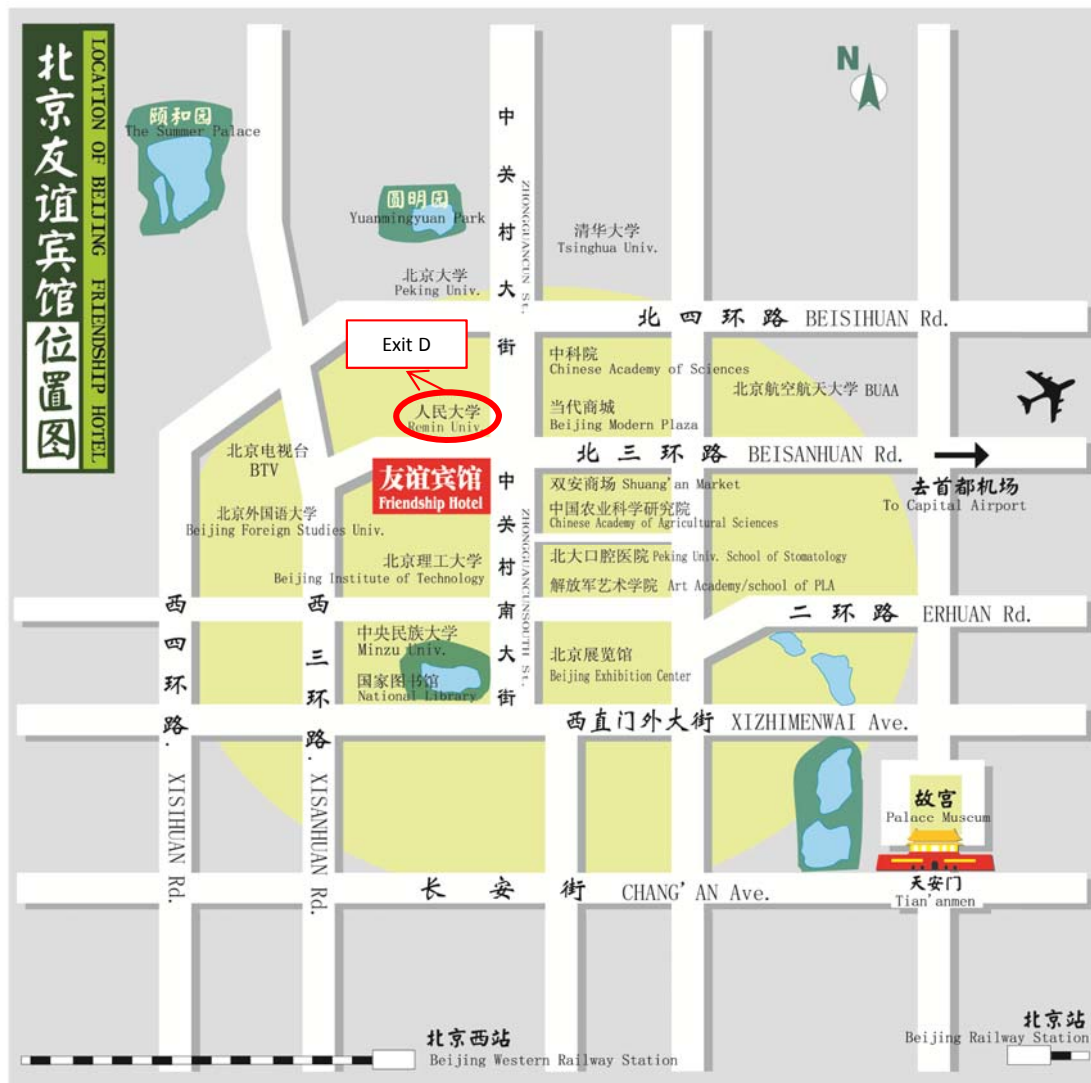 北京友谊宾馆位置图
LOCATION OF BEIJING FRIENDSHIP HOTEL
N
颐和园
The Summer Palace
圆明园
Yuanmingyuan Park
中关村大街
ZHONGGUANCUN St.
清华大学
Tsinghua Univ.
北京大学
Peking Univ.
北四环路 BEISIHUAN Rd.
Exit D
中科院
Chinese Academy of Sciences
北京航空航天大学 BUAA
人民大学
Remin Univ.
当代商城
Beijing Modern Plaza
北京电视台
BTV
北三环路 BEISANHUAN Rd.
去首都机场
To Capital Airport
友谊宾馆
Friendship Hotel
中关村南大街
ZHONGGUANCUNSOUTH St.
双安商场 Shuang'an Market
中国农业科学研究院
Chinese Academy of Agricultural Sciences
北京外国语大学
Beijing Foreign Studies Univ.
北京理工大学
Beijing Institute of Technology
北大口腔医院 Peking Univ. School of Stomatology
解放军艺术学院 Art Academy/school of PLA
二环路 ERHUAN Rd.
西四环路.
XISIHUAN Rd.
西三环路.
XISANHUAN Rd.
中央民族大学
Minzu Univ.
国家图书馆
National Library
北京展览馆
Beijing Exhibition Center
西直门外大街 XIZHIMENWAI Ave.
故宫
Palace Museum
天安门
Tian'anmen
长安街 CHANG'AN Ave.
北京西站
Beijing Western Railway Station
北京站
Beijing Railway Station